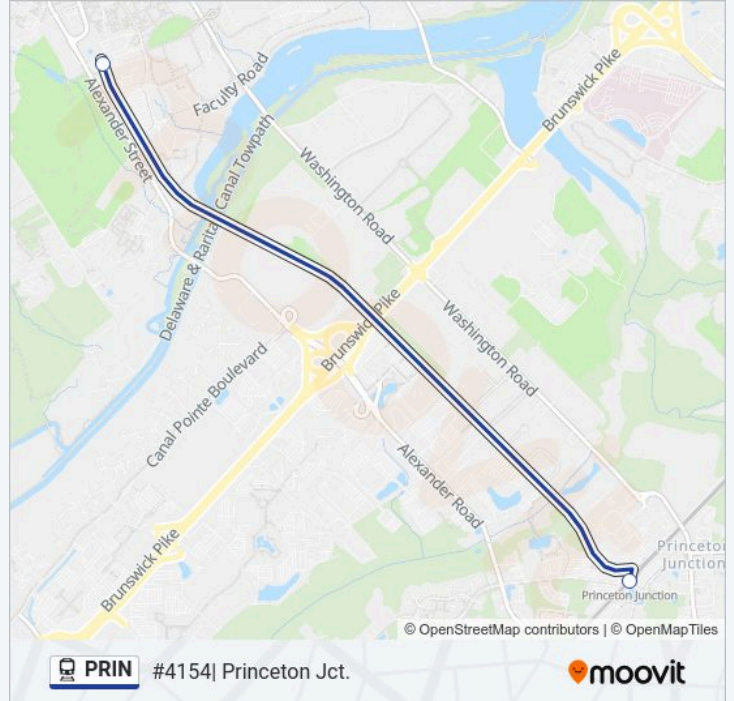 Faculty Road
Brunswick Pike
Alexander Street
Washington Road
Delaware & Raritan Canal Towpath
Brunswick Pike
Washington Road
Canal Pointe Boulevard
Alexander Road
Brunswick Pike
Princeton
Junction
Princeton Junction
© OpenStreetMap contributors | © OpenMapTiles
PRIN
#4154| Princeton Jct.
moovit